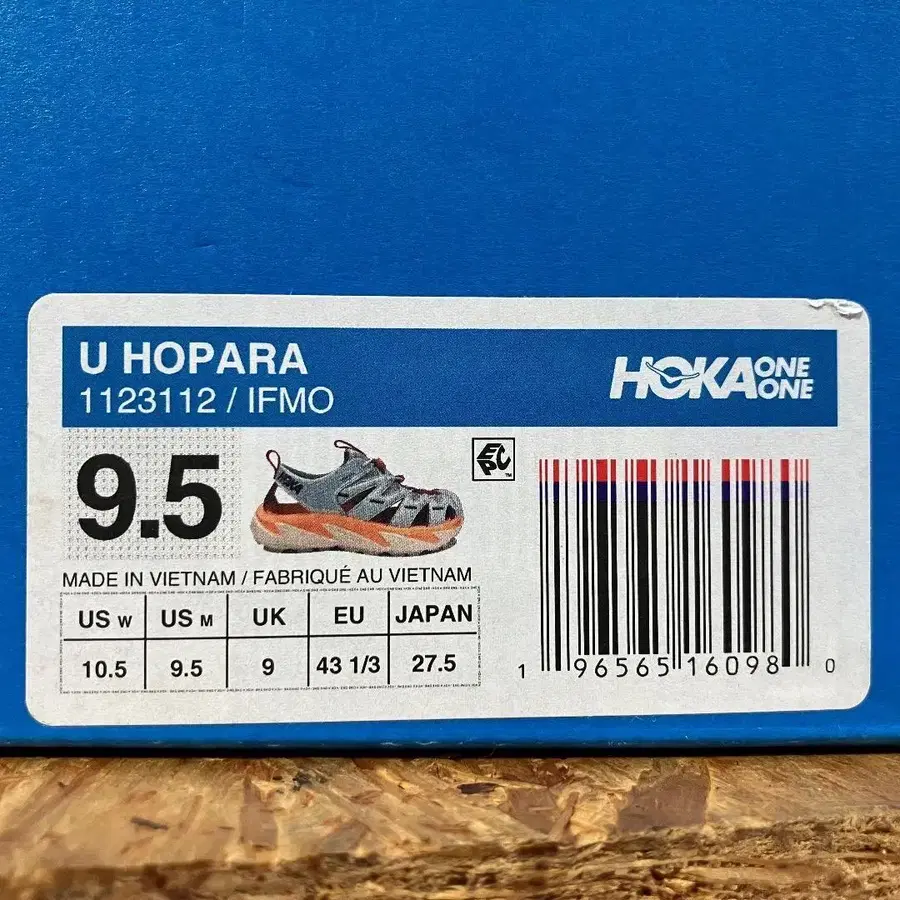 U HOPARA
1123112 / IFMO
HOKA ONE ONE
9.5
EPC™
MADE IN VIETNAM / FABRIQUÉ AU VIETNAM
US W US M UK EU JAPAN
10.5 9.5 9 43 1/3 27.5
1 96565 16098 0